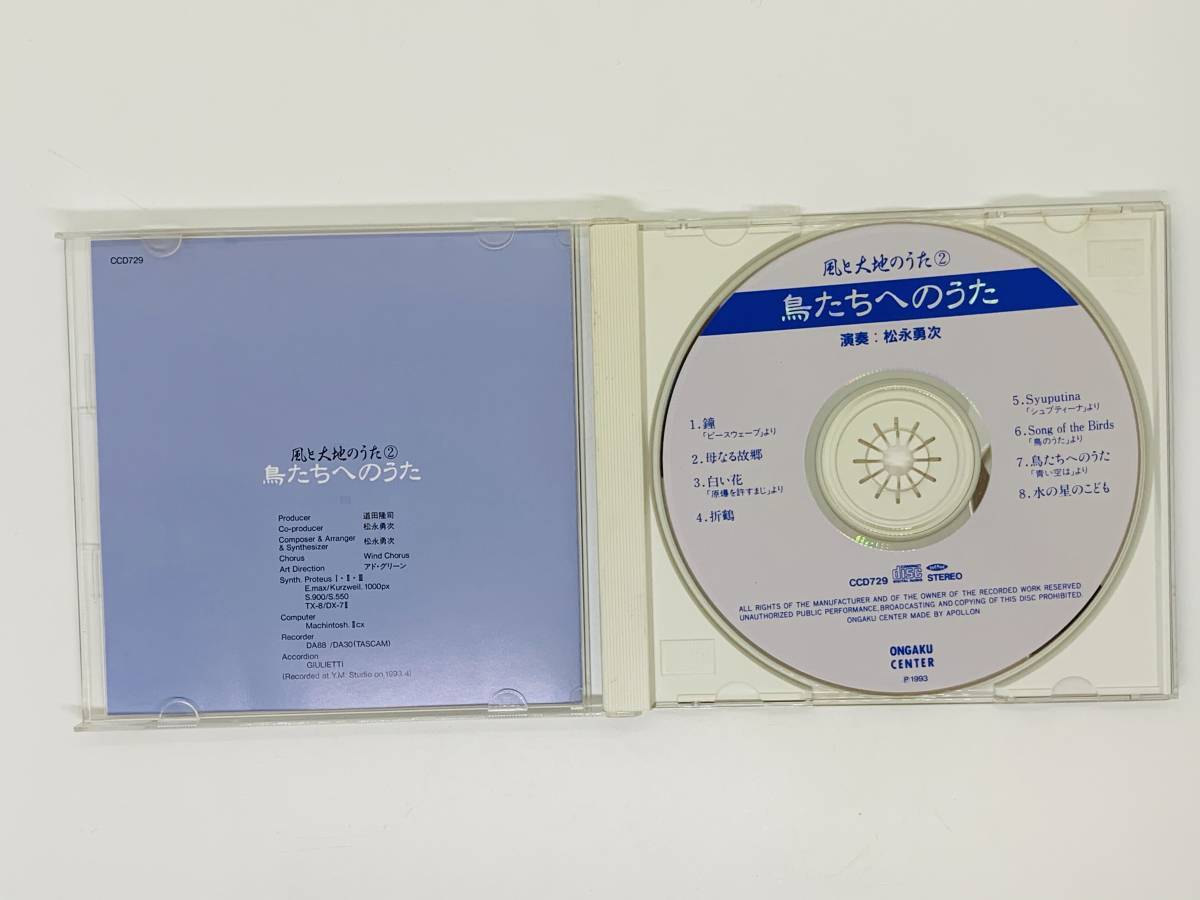 CCD729
風と大地のうた②
鳥たちへのうた
Producer 道田隆司
Co-producer 松永勇次
Composer & Arranger
& Synthesizer 松永勇次
Chorus Wind Chorus
Art Direction アド・グリーン
Synth. Proteus Ⅰ・Ⅱ・Ⅲ
E.max/Kurzweil. 1000px
S.900/S.550
TX-8/DX-7Ⅱ
Computer
Machintosh. Ⅱcx
Recorder
DA88 /DA30(TASCAM)
Accordion
GIULIETTI
(Recorded at Y.M. Studio on 1993.4)
風と大地のうた②
鳥たちへのうた
演奏：松永勇次
1.鐘
「ピースウェーブ」より
2.母なる故郷
3.白い花
「原爆を許すまじ」より
4.折鶴
5.Syuputina
「シュプティーナ」より
6.Song of the Birds
「鳥のうた」より
7.鳥たちへのうた
「青い空は」より
8.水の星のこども
CCD729 COMPACT disc DIGITAL AUDIO STEREO
ALL RIGHTS OF THE MANUFACTURER AND OF THE OWNER OF THE RECORDED WORK RESERVED
UNAUTHORIZED PUBLIC PERFORMANCE,BROADCASTING AND COPYING OF THIS DISC PROHIBITED.
ONGAKU CENTER MADE BY APOLLON
ONGAKU
CENTER
P1993